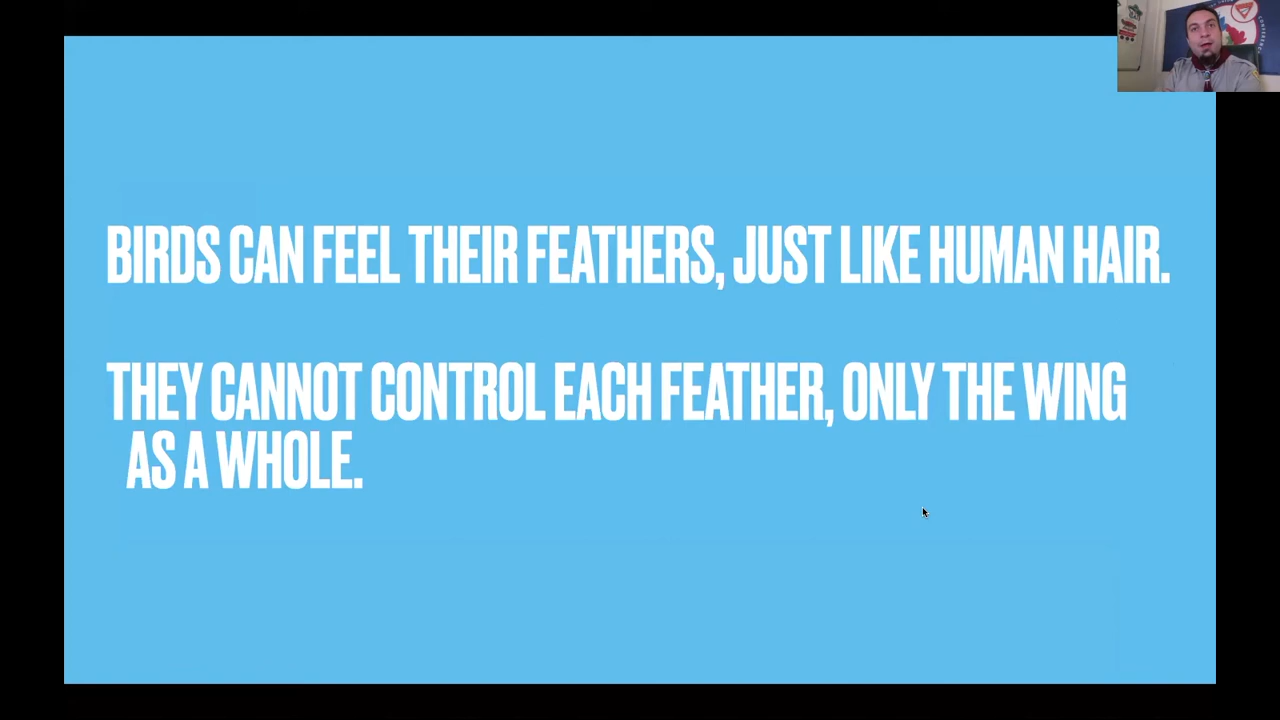 BIRDS CAN FEEL THEIR FEATHERS, JUST LIKE HUMAN HAIR.
THEY CANNOT CONTROL EACH FEATHER, ONLY THE WING
AS A WHOLE.